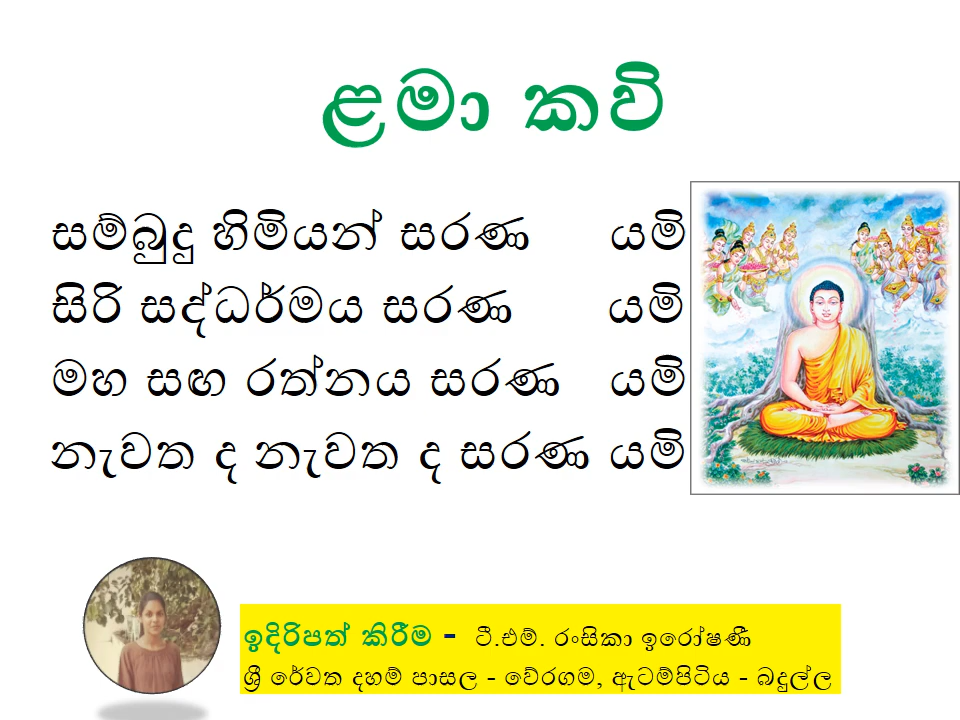 ළමා කවි
සම්බුදු හිමියන් සරණ යමි
සිරි සද්ධර්මය සරණ යමි
මහ සඟ රත්නය සරණ යමි
නැවත ද නැවත ද සරණ යමි
ඉදිරිපත් කිරීම - ටී.එම්. රංසිකා ඉරෝෂණී
ශ්‍රී රේවත දහම් පාසල - වේරගම, ඇටම්පිටිය - බදුල්ල